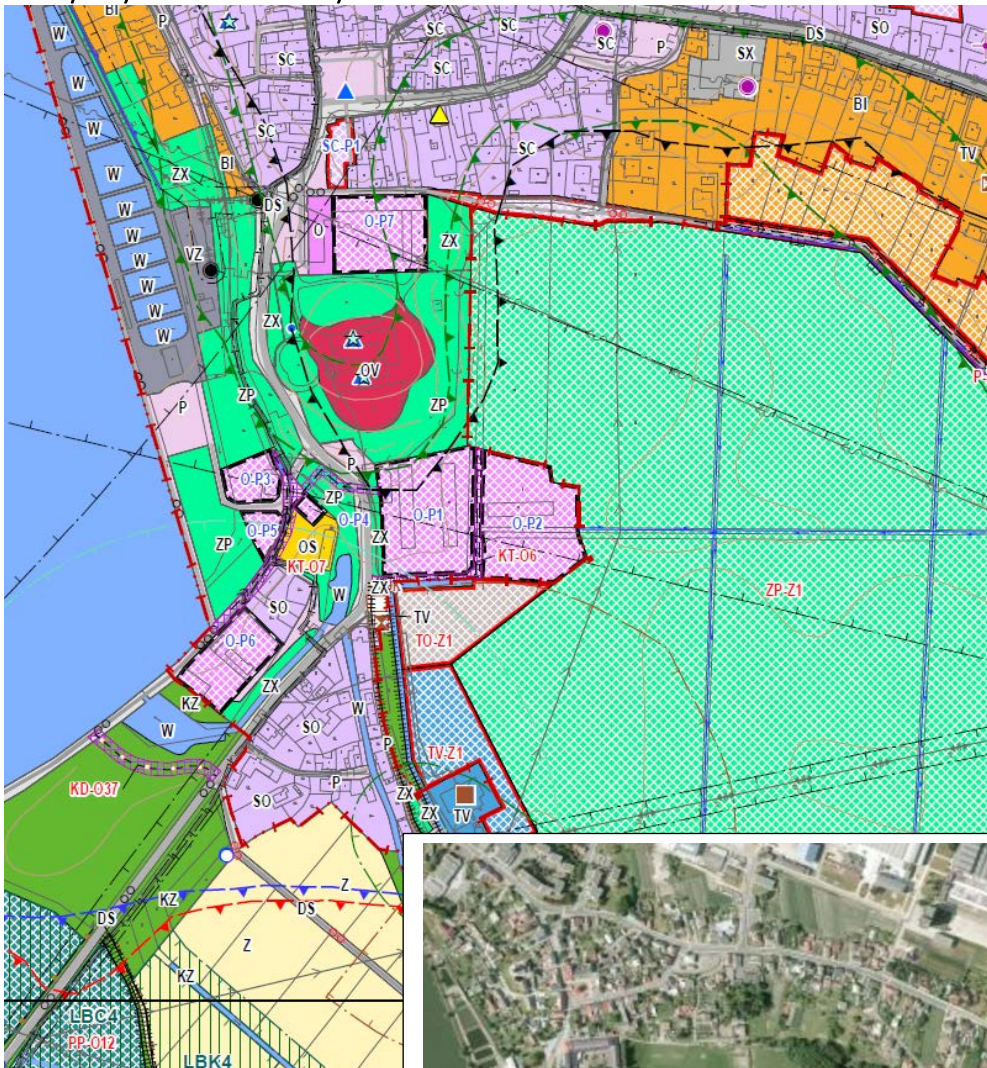 BI
P
SC
SC
SC
P
DS
SO
W
SC
SX
W
BI
W
SC
W
ZX
BI
SC-P1
SC
TV
W
DS
O
O-P7
ZX
VZ
W
W
W
ZX
W
OV
P
ZP
ZP
P-
P
O-P3
ZP
O-P4
O-P1
O-P2
O-P5
ZX
ZP
OS
KT-O7
KT-O6
ZP-Z1
SO
W
ZX
TV
TO-Z1
O-P6
ZX
KZ
W
SO
W
P
TV-Z1
P
KD-O37
SO
ZX
ZX
TV
Z
KZ
DS
DS
Z
KZ
LBC4
PP-O12
LBK4